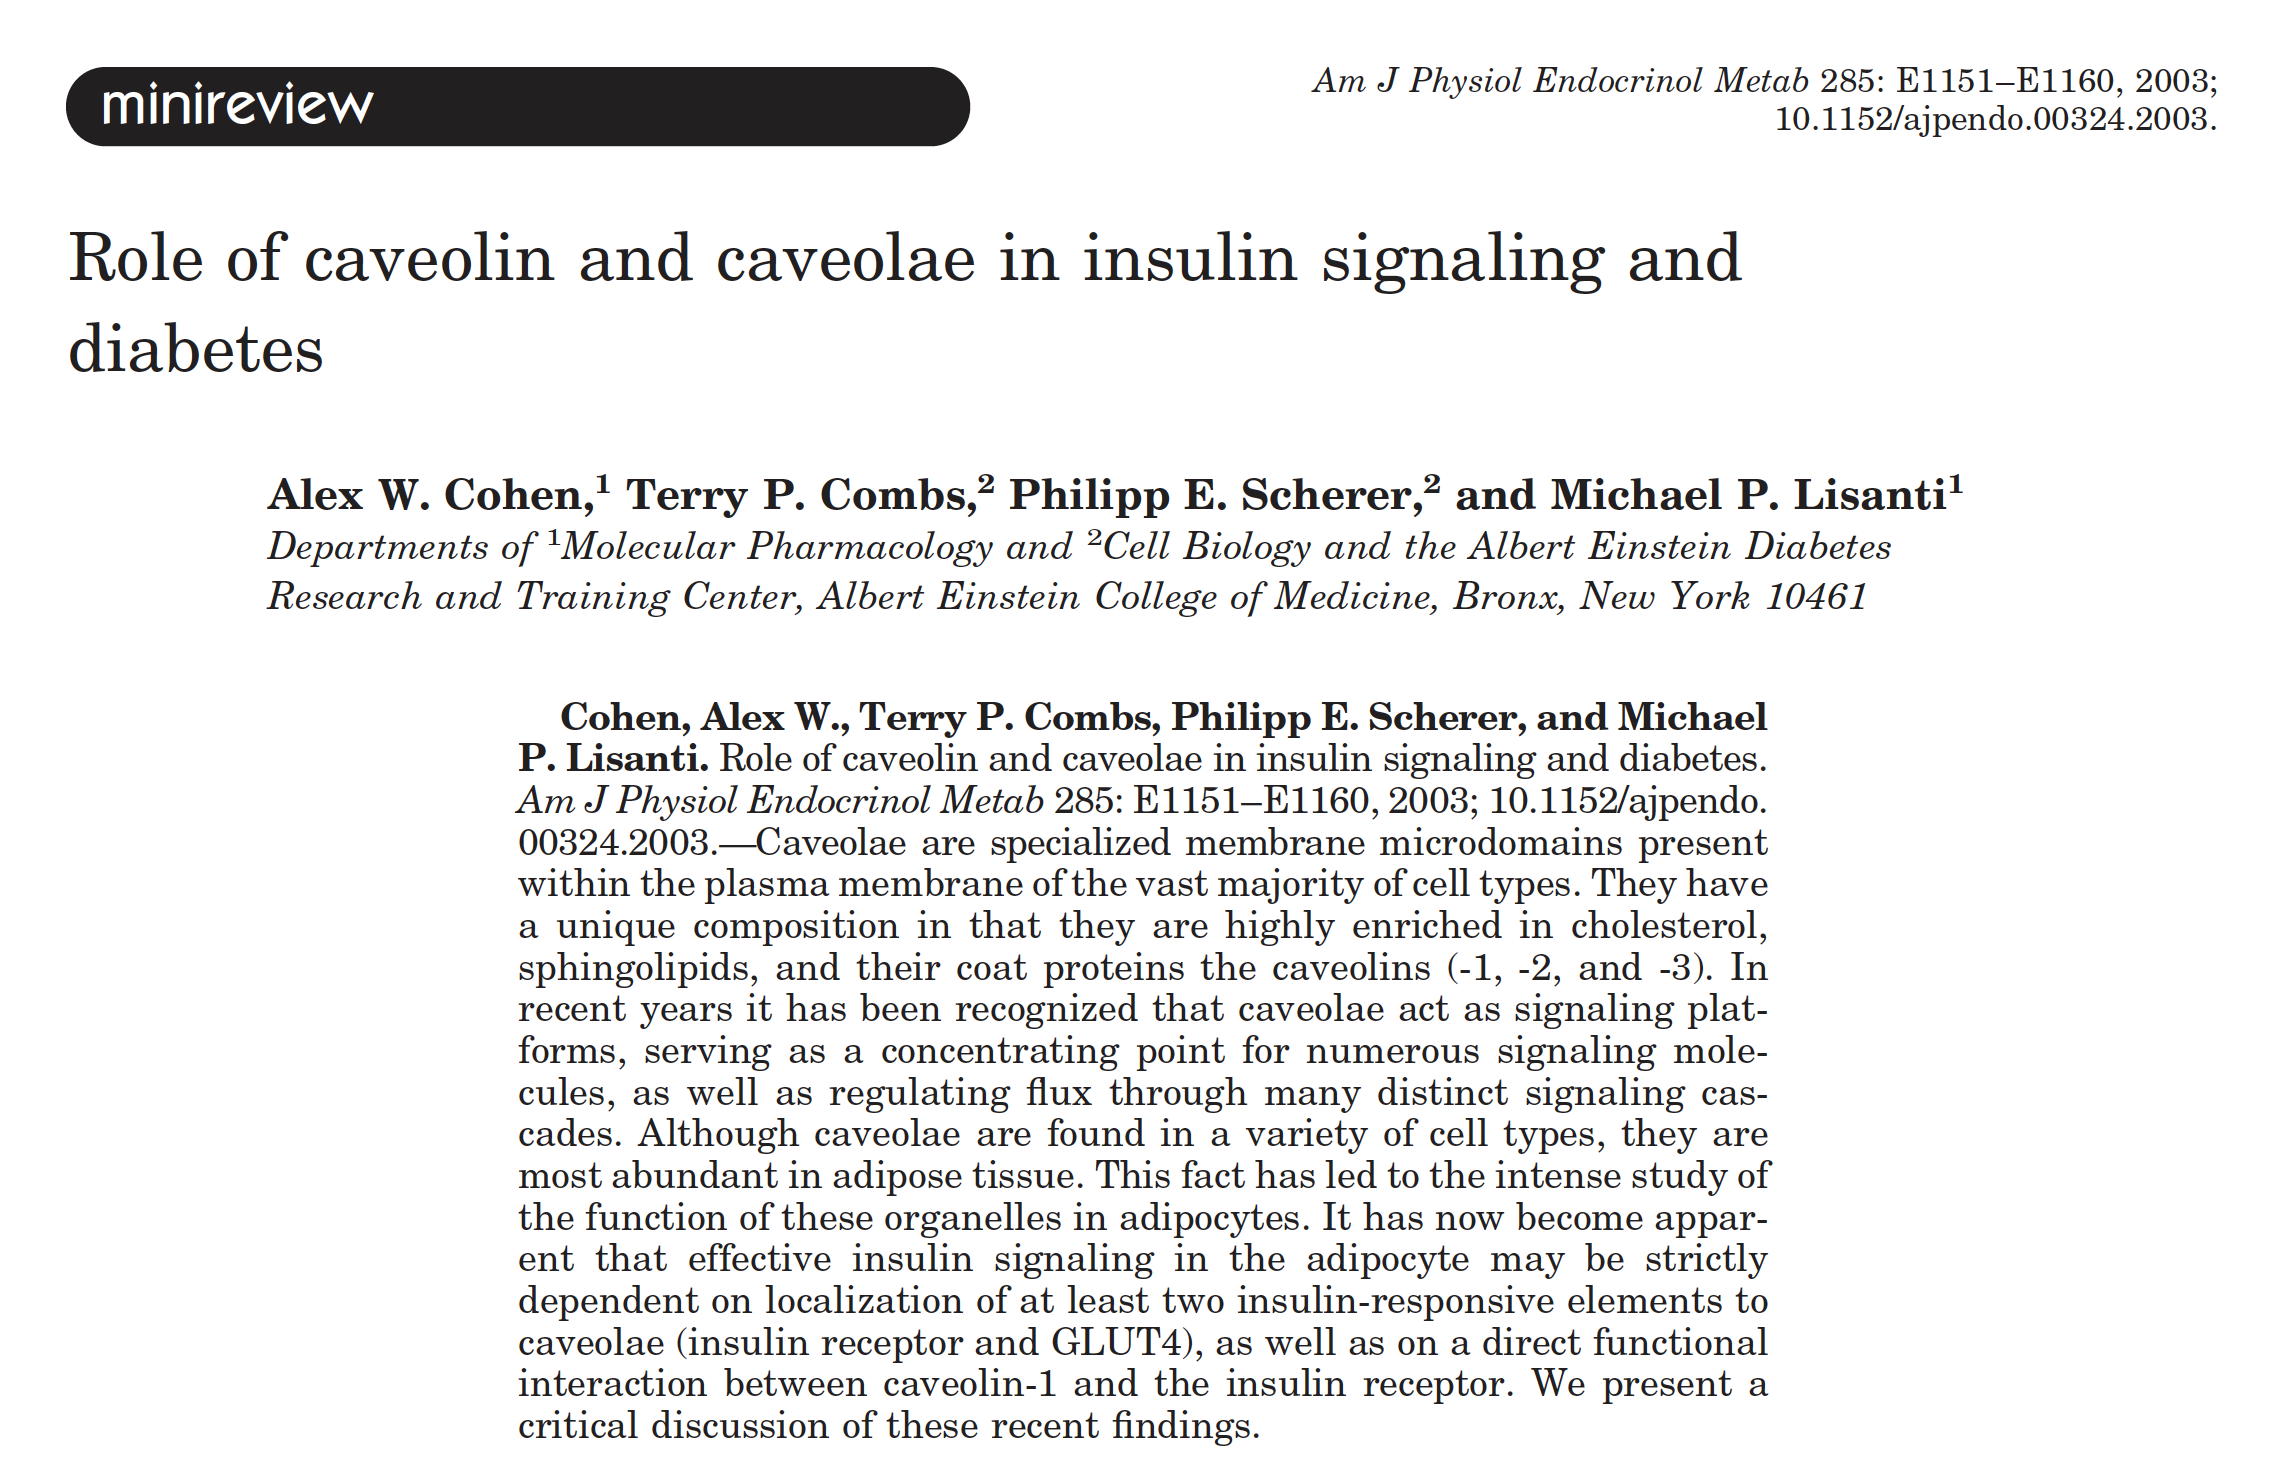 minireview
Am J Physiol Endocrinol Metab 285: E1151–E1160, 2003;
10.1152/ajpendo.00324.2003.
Role of caveolin and caveolae in insulin signaling and
diabetes
Alex W. Cohen,¹ Terry P. Combs,² Philipp E. Scherer,² and Michael P. Lisanti¹
Departments of ¹Molecular Pharmacology and ²Cell Biology and the Albert Einstein Diabetes
Research and Training Center, Albert Einstein College of Medicine, Bronx, New York 10461
Cohen, Alex W., Terry P. Combs, Philipp E. Scherer, and Michael
P. Lisanti. Role of caveolin and caveolae in insulin signaling and diabetes.
Am J Physiol Endocrinol Metab 285: E1151–E1160, 2003; 10.1152/ajpendo.
00324.2003.—Caveolae are specialized membrane microdomains present
within the plasma membrane of the vast majority of cell types. They have
a unique composition in that they are highly enriched in cholesterol,
sphingolipids, and their coat proteins the caveolins (-1, -2, and -3). In
recent years it has been recognized that caveolae act as signaling plat-
forms, serving as a concentrating point for numerous signaling mole-
cules, as well as regulating flux through many distinct signaling cas-
cades. Although caveolae are found in a variety of cell types, they are
most abundant in adipose tissue. This fact has led to the intense study of
the function of these organelles in adipocytes. It has now become appar-
ent that effective insulin signaling in the adipocyte may be strictly
dependent on localization of at least two insulin-responsive elements to
caveolae (insulin receptor and GLUT4), as well as on a direct functional
interaction between caveolin-1 and the insulin receptor. We present a
critical discussion of these recent findings.